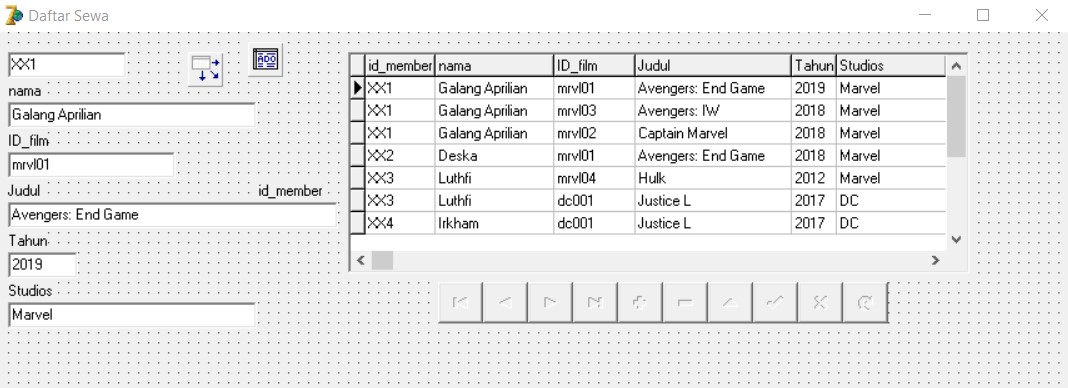 Daftar Sewa
XX1
ADO
nama
Galang Aprilian
ID_film
mrvl01
Judul id_member
Avengers: End Game
Tahun
2019
Studios
Marvel
id_member nama ID_film Judul Tahun Studios
XX1 Galang Aprilian mrvl01 Avengers: End Game 2019 Marvel
XX1 Galang Aprilian mrvl03 Avengers: IW 2018 Marvel
XX1 Galang Aprilian mrvl02 Captain Marvel 2018 Marvel
XX2 Deska mrvl01 Avengers: End Game 2018 Marvel
XX3 Luthfi mrvl04 Hulk 2012 Marvel
XX3 Luthfi dc001 Justice L 2017 DC
XX4 Irkham dc001 Justice L 2017 DC